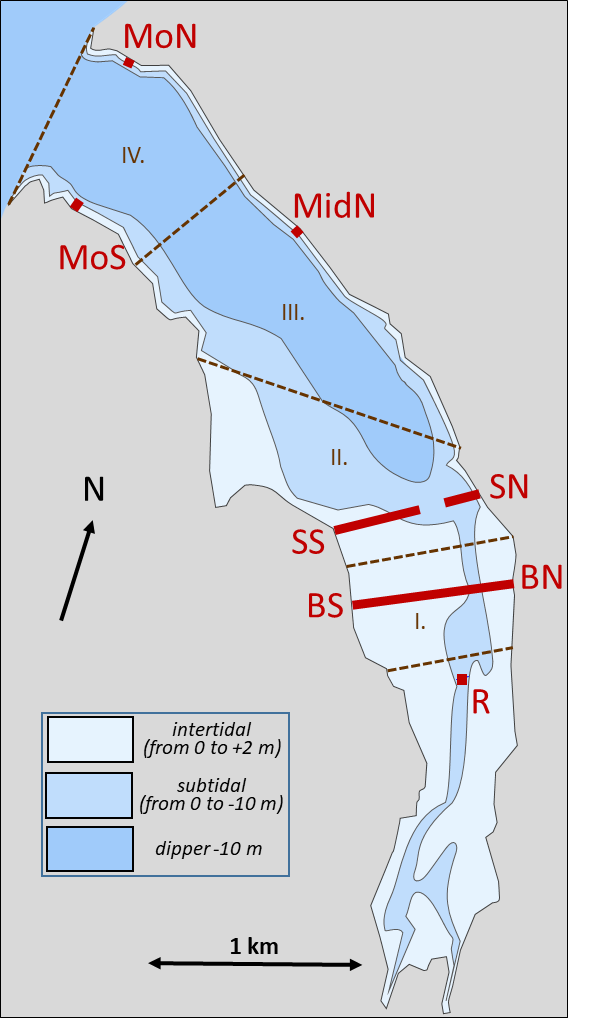 MoN
IV.
MidN
MoS
III.
II.
N
SN
SS
BN
BS
I.
R
intertidal
(from 0 to +2 m)
subtidal
(from 0 to -10 m)
dipper -10 m
1 km